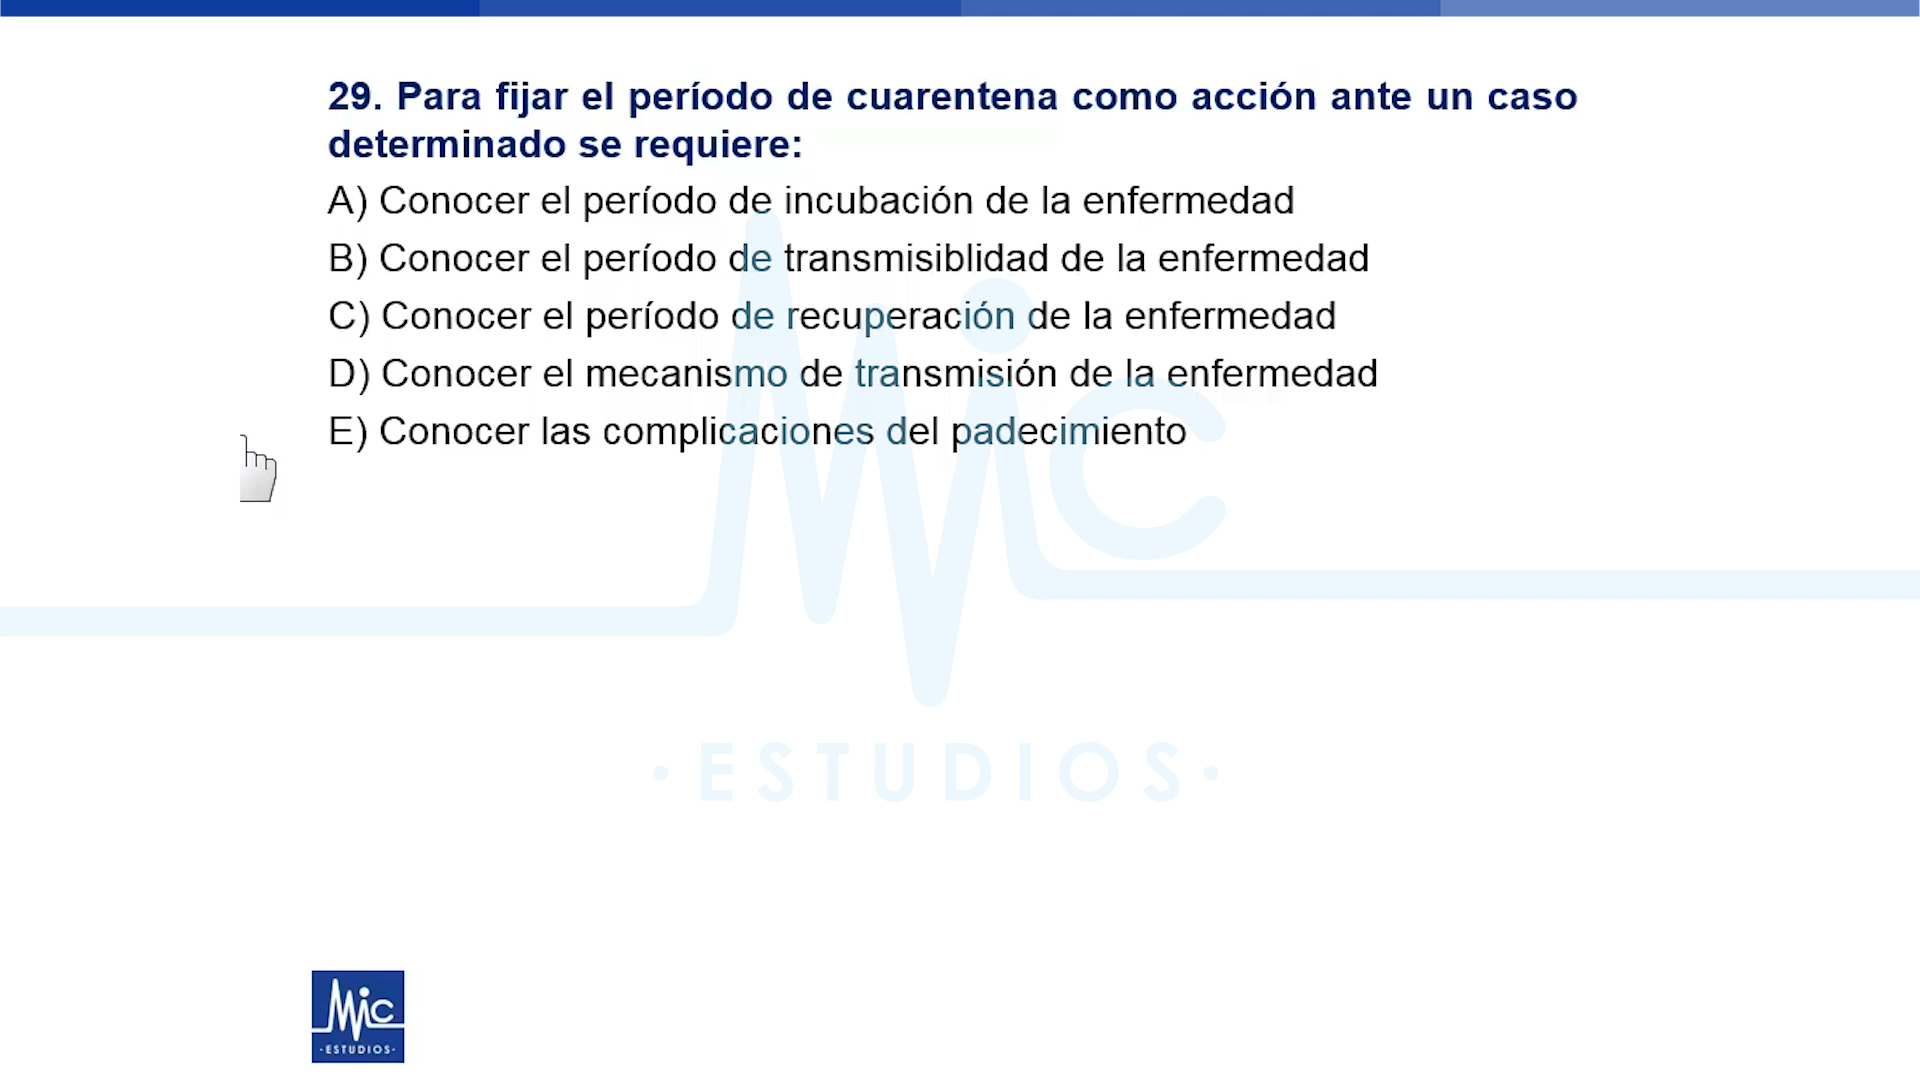 29. Para fijar el período de cuarentena como acción ante un caso
determinado se requiere:
A) Conocer el período de incubación de la enfermedad
B) Conocer el período de transmisiblidad de la enfermedad
C) Conocer el período de recuperación de la enfermedad
D) Conocer el mecanismo de transmisión de la enfermedad
E) Conocer las complicaciones del padecimiento
Mic
·ESTUDIOS·
Mic
·ESTUDIOS·